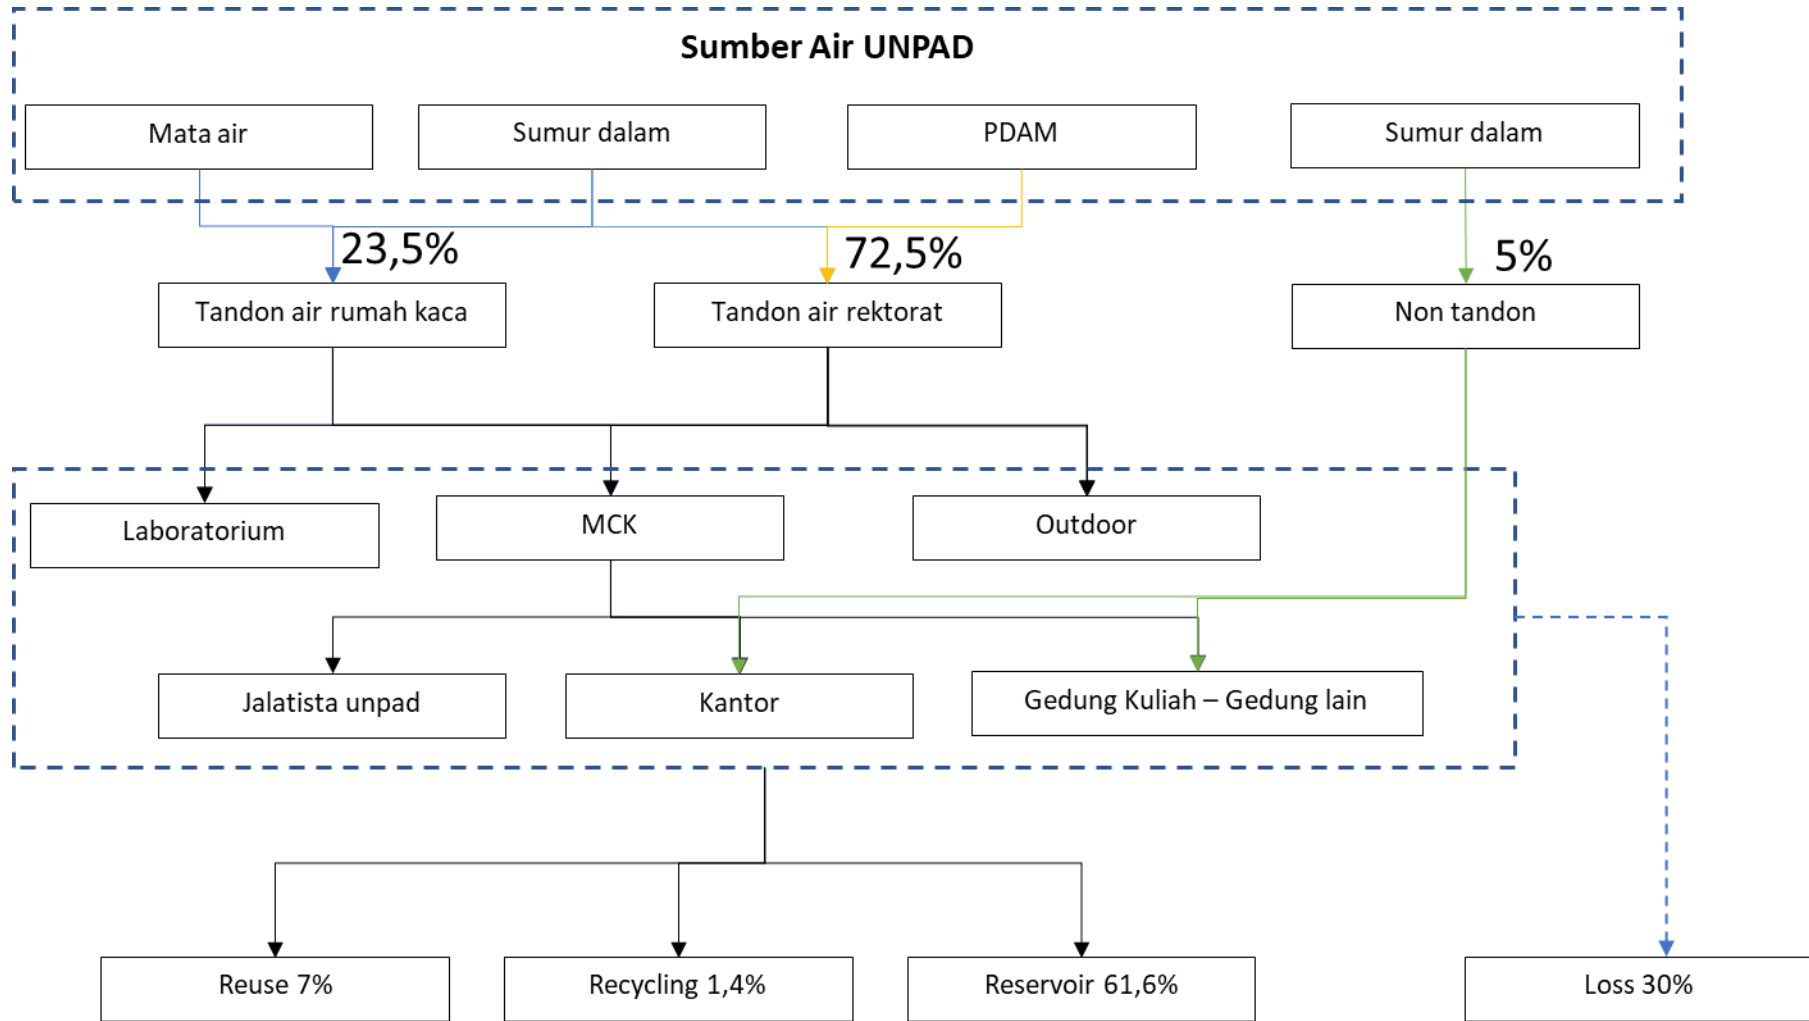 Sumber Air UNPAD
Mata air
Sumur dalam
PDAM
Sumur dalam
23,5%
72,5%
5%
Tandon air rumah kaca
Tandon air rektorat
Non tandon
Laboratorium
MCK
Outdoor
Jalatista unpad
Kantor
Gedung Kuliah – Gedung lain
Reuse 7%
Recycling 1,4%
Reservoir 61,6%
Loss 30%